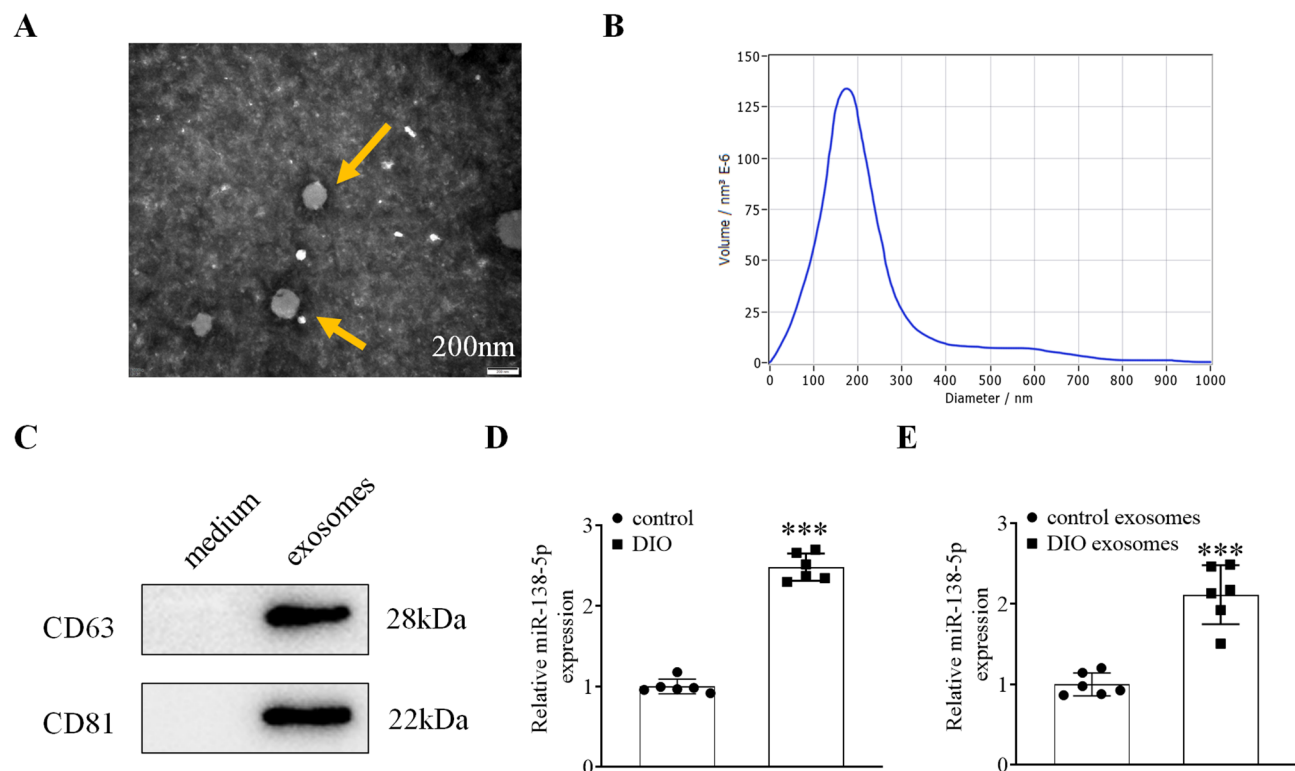 A
200nm
B
Volume / nm³ E-6
150
125
100
75
50
25
0
0 100 200 300 400 500 600 700 800 900 1000
Diameter / nm
C
medium exosomes
CD63 28kDa
CD81 22kDa
D
Relative miR-138-5p
expression
control
DIO
***
3
2
1
0
E
Relative miR-138-5p
expression
control exosomes
DIO exosomes
***
3
2
1
0